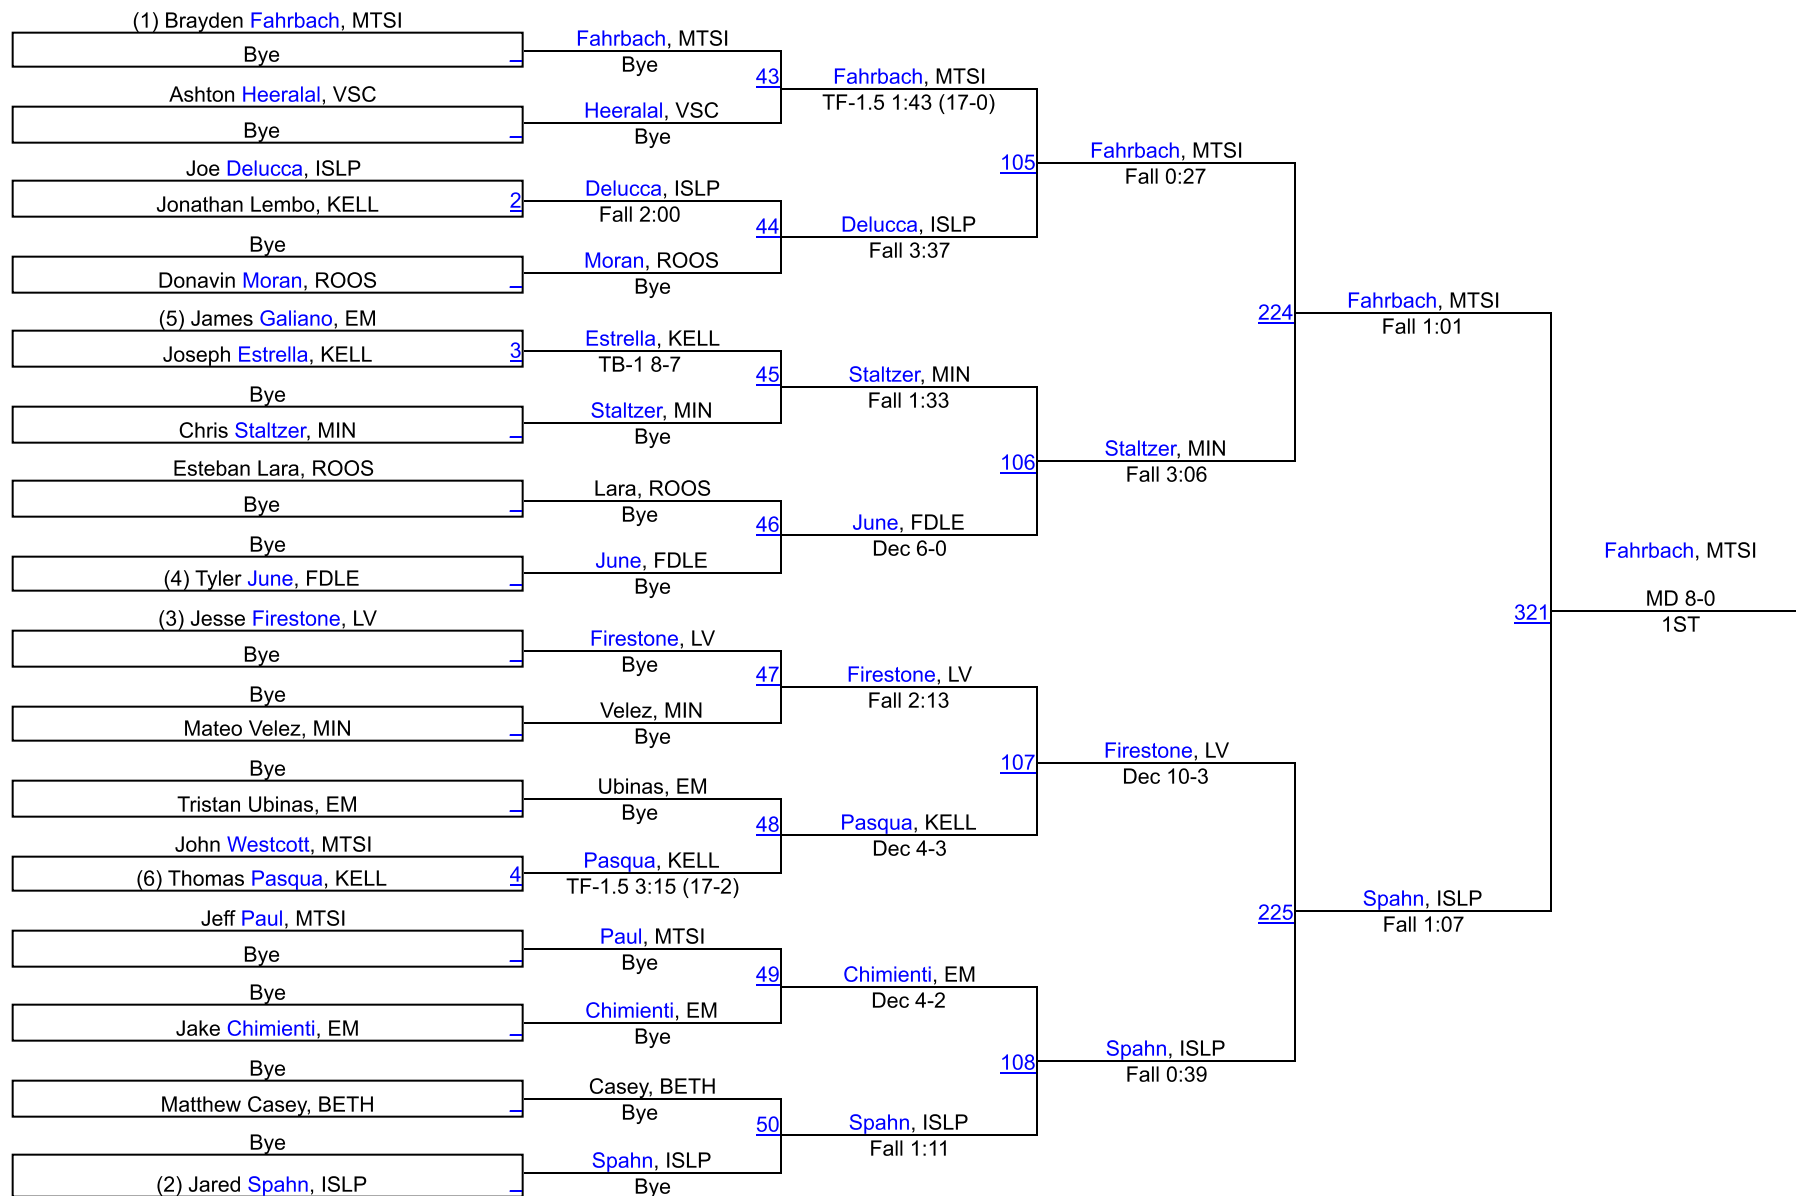 (1) Brayden Fahrbach, MTSI
Bye
Ashton Heeralal, VSC
Bye
Joe Delucca, ISLP
Jonathan Lembo, KELL 2
Bye
Donavin Moran, ROOS
(5) James Galiano, EM
Joseph Estrella, KELL 3
Bye
Chris Staltzer, MIN
Esteban Lara, ROOS
Bye
Bye
(4) Tyler June, FDLE
(3) Jesse Firestone, LV
Bye
Bye
Mateo Velez, MIN
Bye
Tristan Ubinas, EM
John Westcott, MTSI
(6) Thomas Pasqua, KELL 4
Jeff Paul, MTSI
Bye
Bye
Jake Chimienti, EM
Bye
Matthew Casey, BETH
Bye
(2) Jared Spahn, ISLP
Fahrbach, MTSI
Bye
43
Heeralal, VSC
Bye
Delucca, ISLP
Fall 2:00
44
Moran, ROOS
Bye
Estrella, KELL
TB-1 8-7
45
Staltzer, MIN
Bye
Lara, ROOS
Bye
46
June, FDLE
Bye
Firestone, LV
Bye
47
Velez, MIN
Bye
Ubinas, EM
Bye
48
Pasqua, KELL
TF-1.5 3:15 (17-2)
Paul, MTSI
Bye
49
Chimienti, EM
Bye
Casey, BETH
Bye
50
Spahn, ISLP
Bye
Fahrbach, MTSI
TF-1.5 1:43 (17-0)
105
Delucca, ISLP
Fall 3:37
Staltzer, MIN
Fall 1:33
106
June, FDLE
Dec 6-0
Firestone, LV
Fall 2:13
107
Pasqua, KELL
Dec 4-3
Chimienti, EM
Dec 4-2
108
Spahn, ISLP
Fall 1:11
Fahrbach, MTSI
Fall 0:27
224
Staltzer, MIN
Fall 3:06
Firestone, LV
Dec 10-3
225
Spahn, ISLP
Fall 0:39
Fahrbach, MTSI
Fall 1:01
321
Spahn, ISLP
Fall 1:07
Fahrbach, MTSI
MD 8-0
1ST